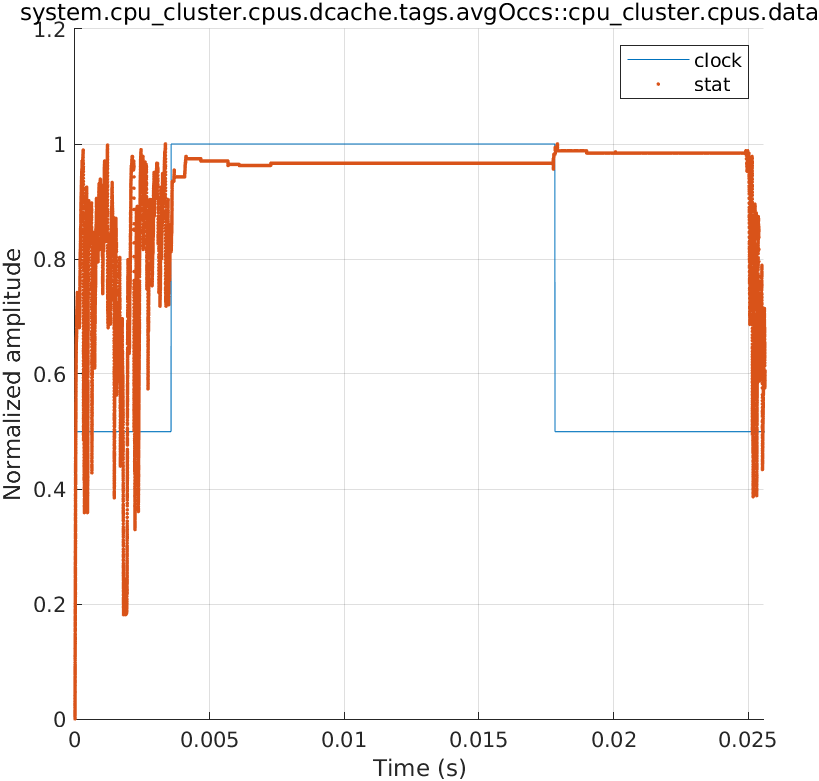 system.cpu_cluster.cpus.dcache.tags.avgOccs::cpu_cluster.cpus.data
1.2
clock
stat
1
0.8
0.6
0.4
0.2
0
Normalized amplitude
0 0.005 0.01 0.015 0.02 0.025
Time (s)